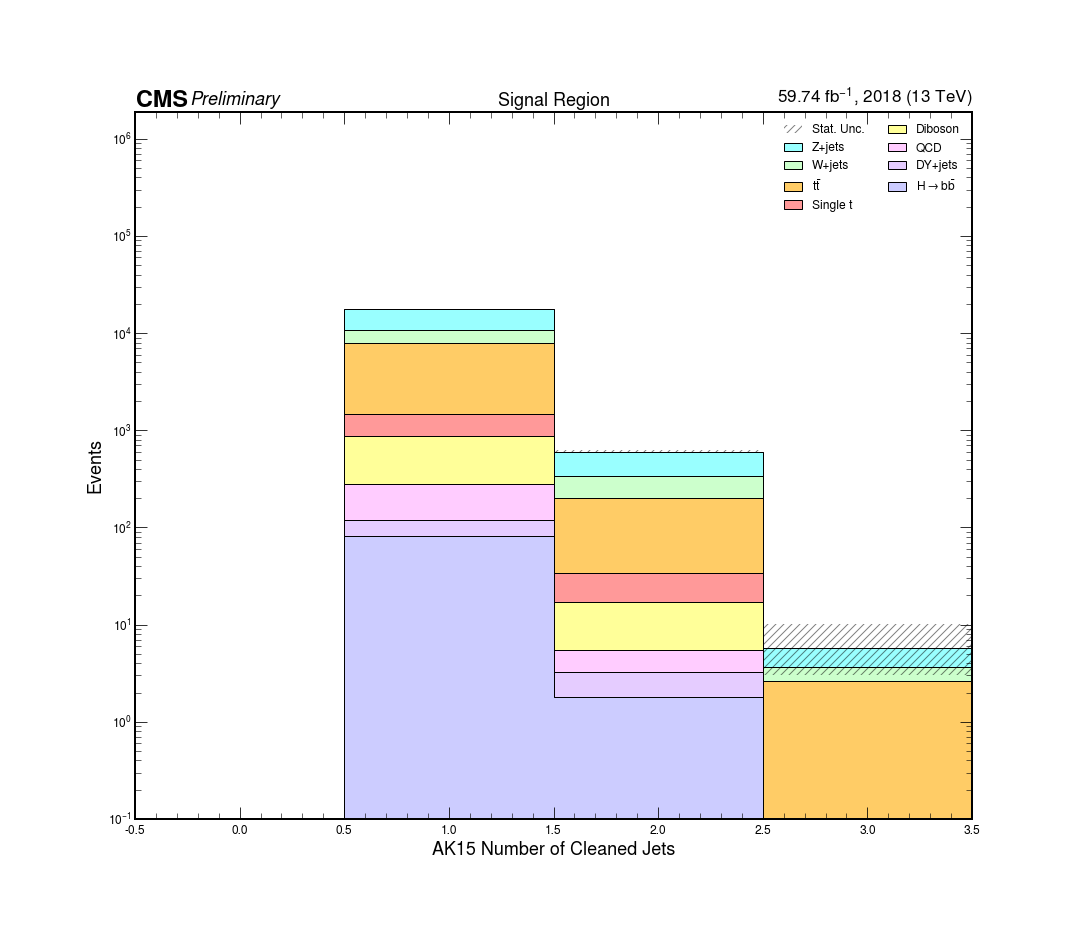 CMS Preliminary Signal Region 59.74 fb⁻¹, 2018 (13 TeV)
Stat. Unc. Diboson
Z+jets QCD
W+jets DY+jets
tt̄ H→bb̄
Single t
10⁶
10⁵
10⁴
10³
10²
10¹
10⁰
10⁻¹
Events
-0.5 0.0 0.5 1.0 1.5 2.0 2.5 3.0 3.5
AK15 Number of Cleaned Jets